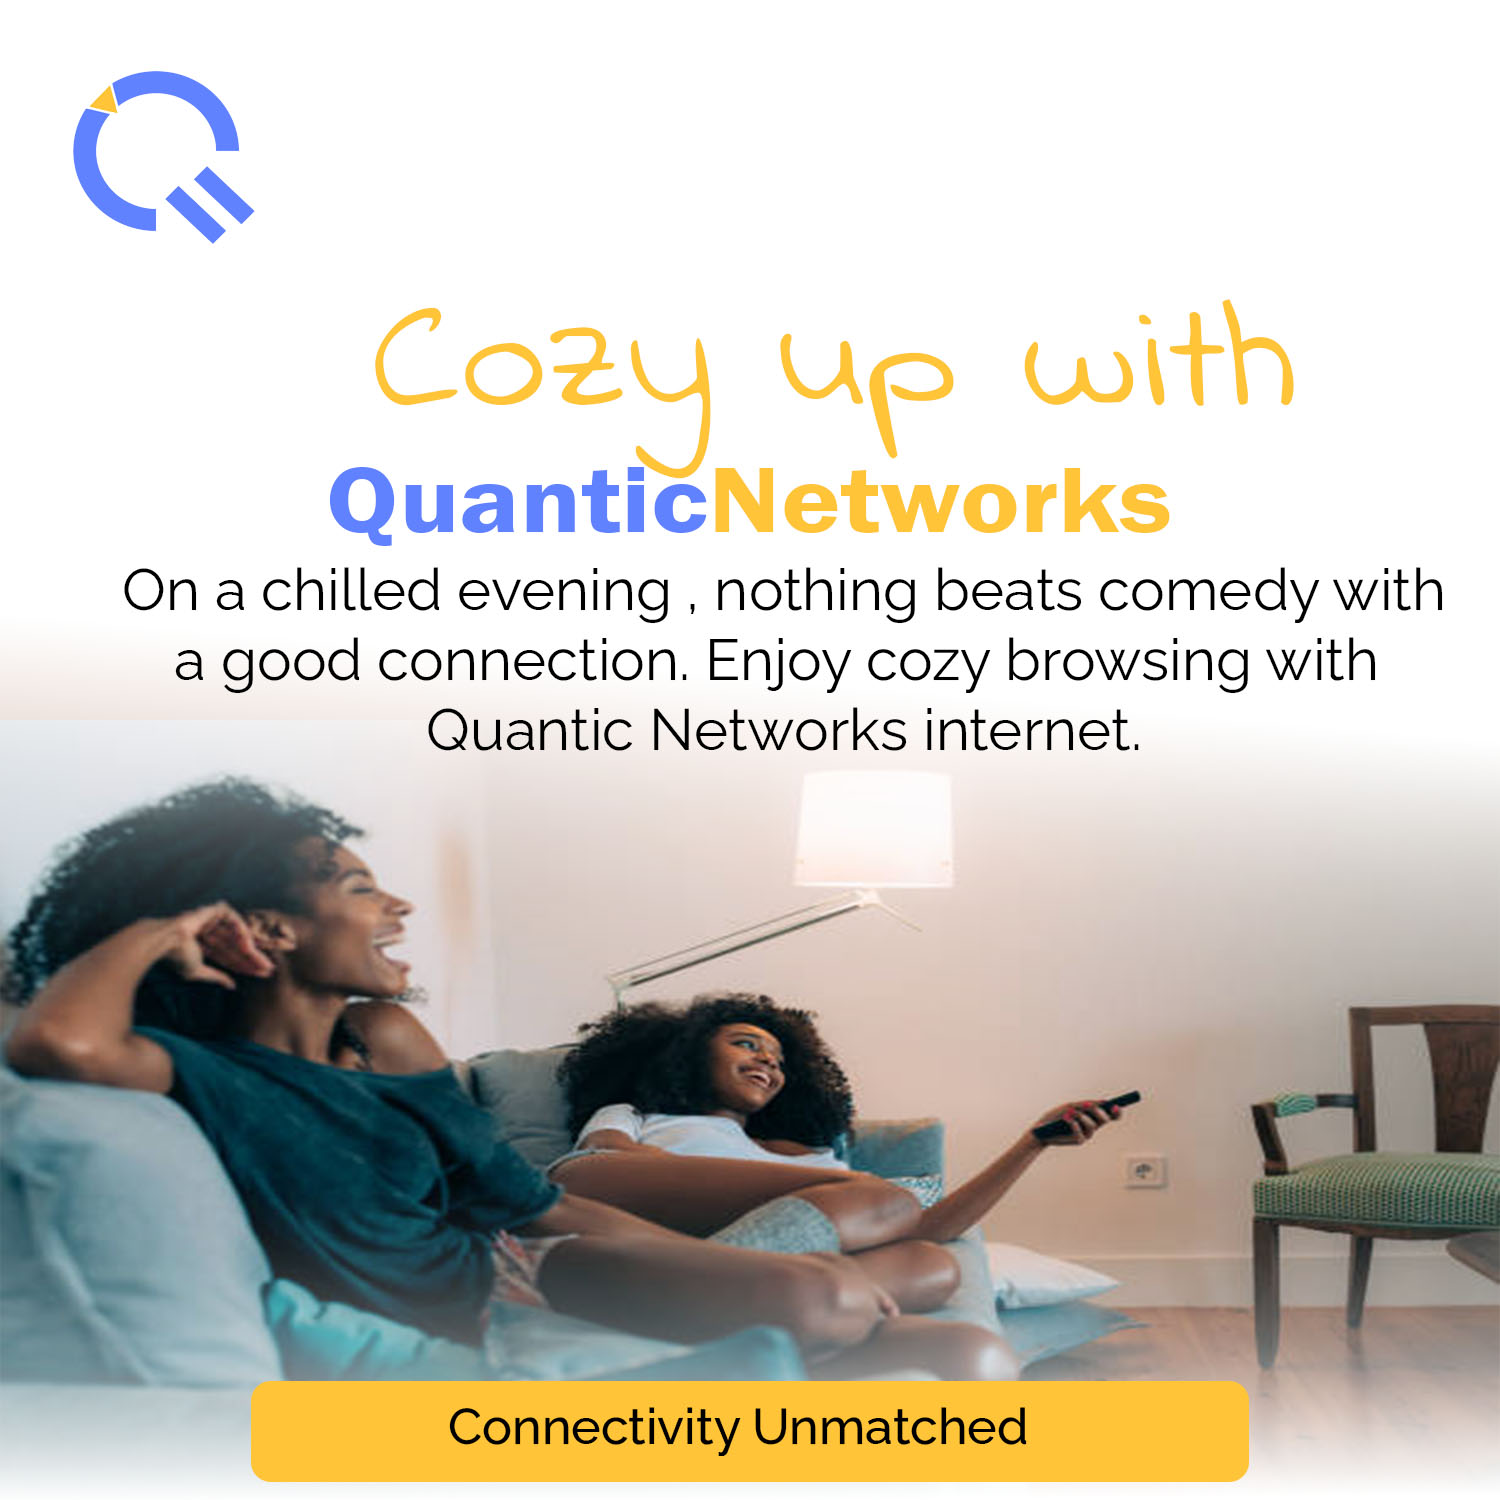 Cozy up with
QuanticNetworks
On a chilled evening , nothing beats comedy with
a good connection. Enjoy cozy browsing with
Quantic Networks internet.
Connectivity Unmatched